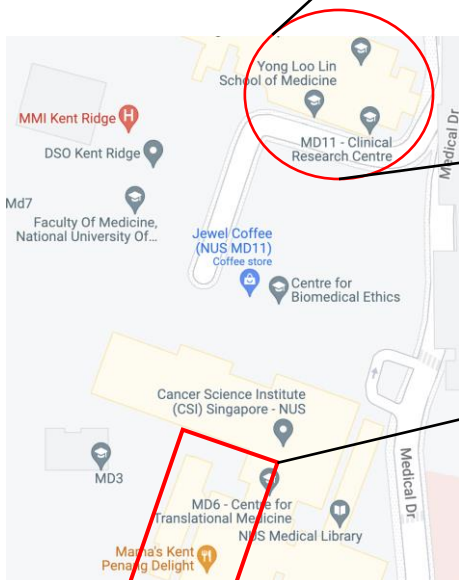 Yong Loo Lin
School of Medicine
MMI Kent Ridge
H
MD11 - Clinical
Research Centre
DSO Kent Ridge
Medical Dr
Md7
Faculty Of Medicine,
National University Of...
Jewel Coffee
(NUS MD11)
Coffee store
Centre for
Biomedical Ethics
Cancer Science Institute
(CSI) Singapore - NUS
MD3
Medical Dr
MD6 - Centre for
Translational Medicine
NUS Medical Library
Mama's Kent
Penang Delight